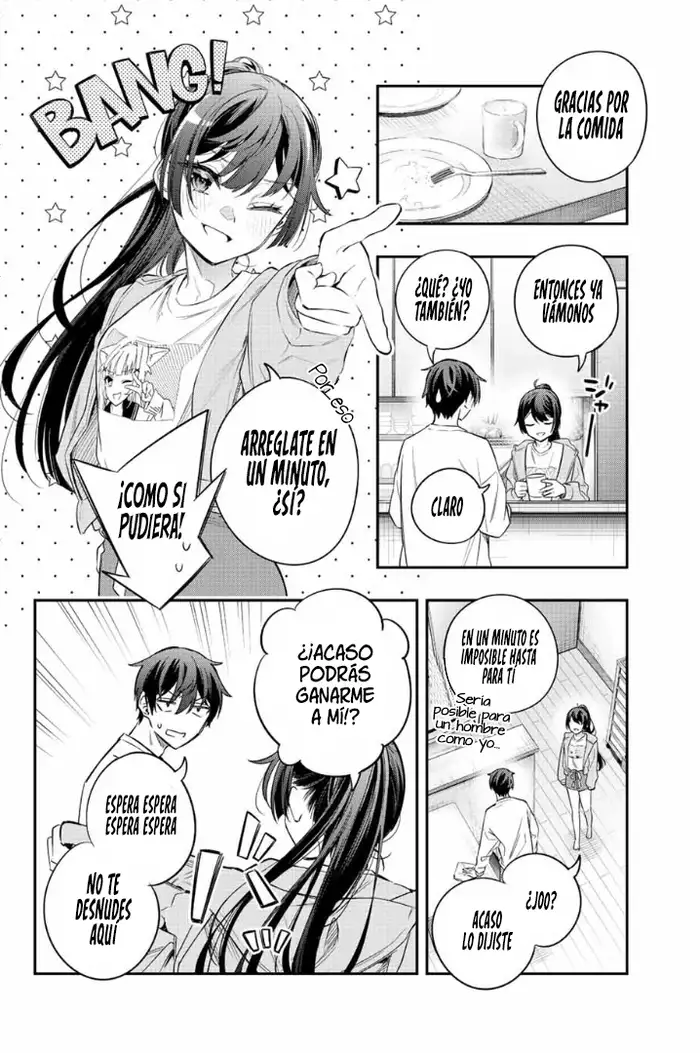 GRACIAS POR
LA COMIDA
ENTONCES YA
VÁMONOS
¿QUÉ? ¿YO
TAMBIÉN?
CLARO
BANG!
Por eso
ARREGLATE EN
UN MINUTO,
¿SÍ?
¡COMO SI
PUDIERA!
EN UN MINUTO ES
IMPOSIBLE HASTA
PARA TÍ
Seria
posible para
un hombre
como yo...
¿JOO?
ACASO
LO DIJISTE
¿¡ACASO
PODRÁS
GANARME
A MÍ!?
ESPERA ESPERA
ESPERA ESPERA
NO TE
DESNUDES
AQUÍ